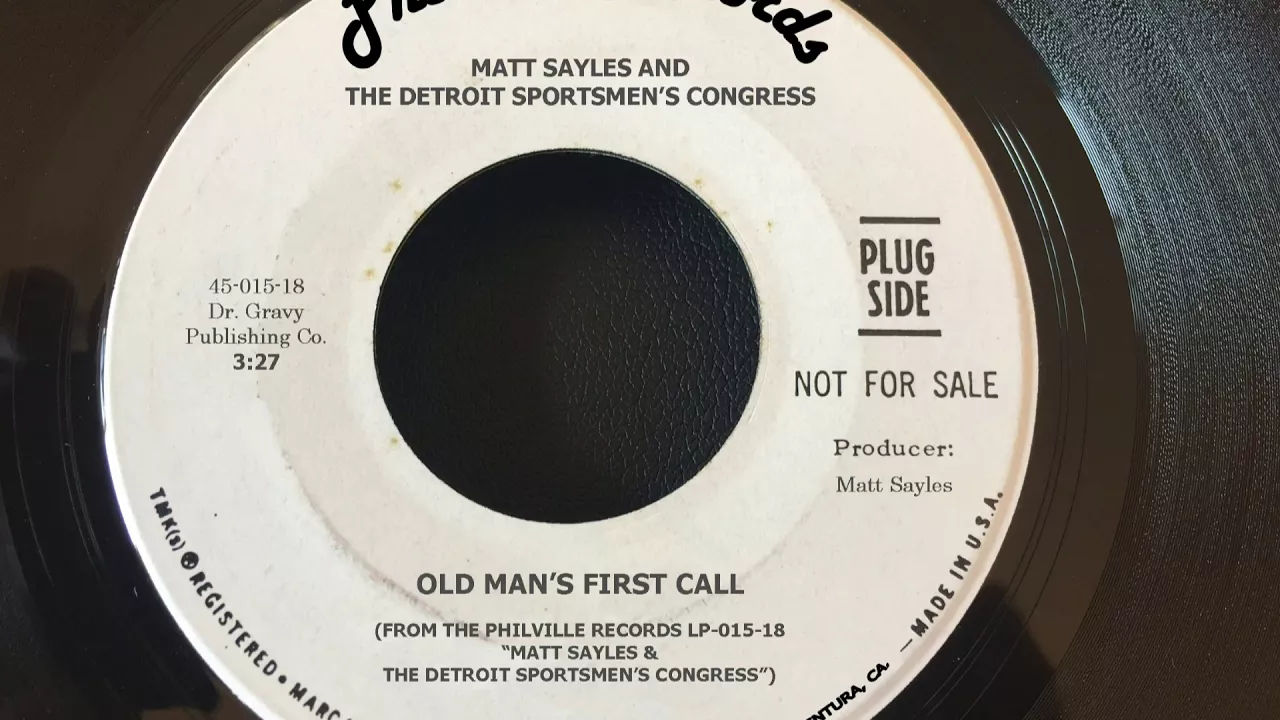 MATT SAYLES AND
THE DETROIT SPORTSMEN'S CONGRESS
45-015-18
Dr. Gravy
Publishing Co.
3:27
PLUG
SIDE
NOT FOR SALE
Producer:
Matt Sayles
OLD MAN'S FIRST CALL
(FROM THE PHILVILLE RECORDS LP-015-18
"MATT SAYLES &
THE DETROIT SPORTSMEN'S CONGRESS")
TMK(s) ® REGISTERED • MARC
— MADE IN U.S.A.